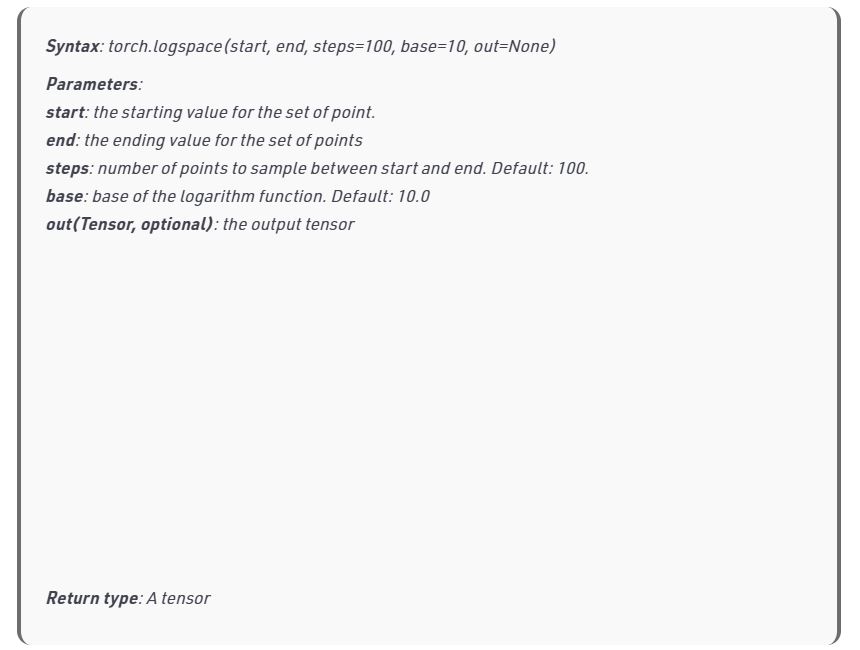 Syntax: torch.logspace(start, end, steps=100, base=10, out=None)
Parameters:
start: the starting value for the set of point.
end: the ending value for the set of points
steps: number of points to sample between start and end. Default: 100.
base: base of the logarithm function. Default: 10.0
out(Tensor, optional): the output tensor
Return type: A tensor